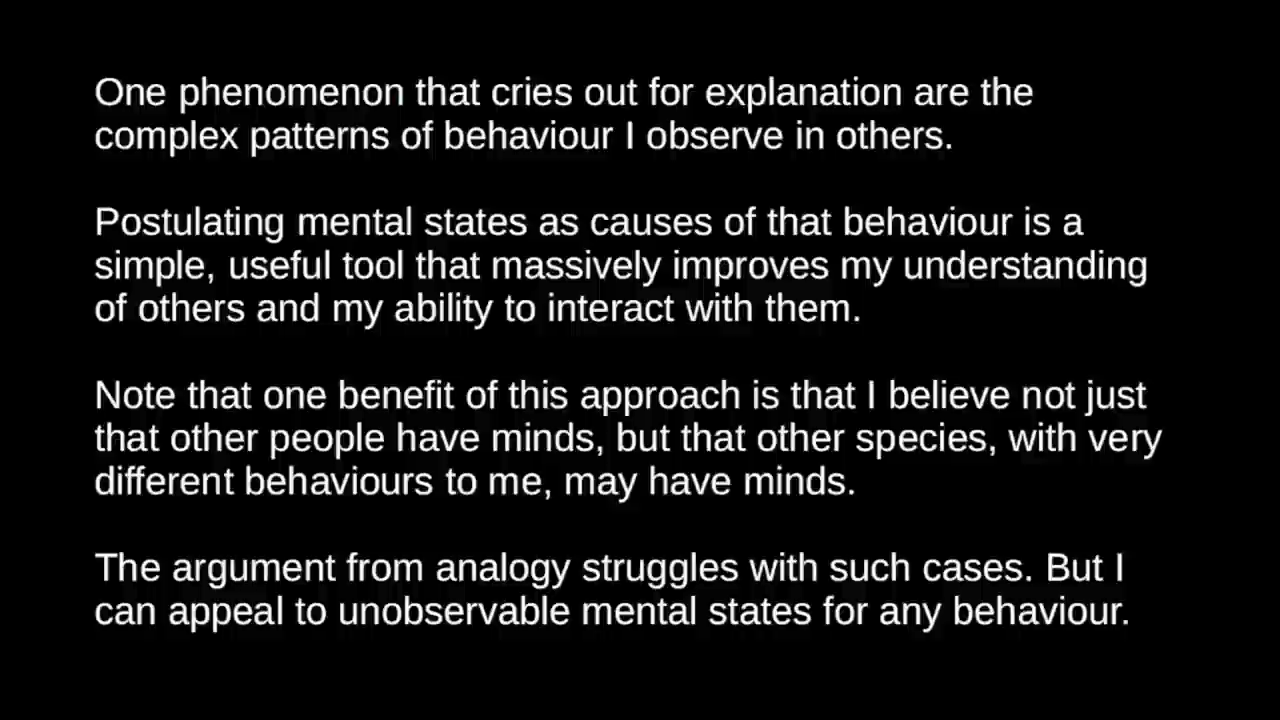 One phenomenon that cries out for explanation are the
complex patterns of behaviour I observe in others.
Postulating mental states as causes of that behaviour is a
simple, useful tool that massively improves my understanding
of others and my ability to interact with them.
Note that one benefit of this approach is that I believe not just
that other people have minds, but that other species, with very
different behaviours to me, may have minds.
The argument from analogy struggles with such cases. But I
can appeal to unobservable mental states for any behaviour.